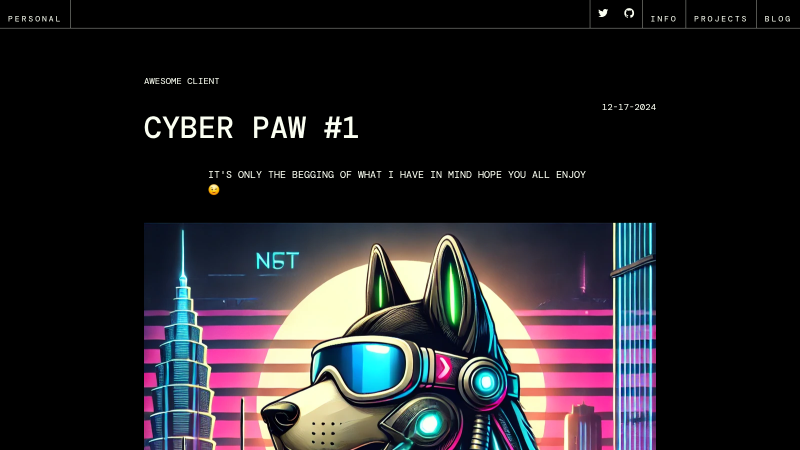 PERSONAL
INFO
PROJECTS
BLOG
AWESOME CLIENT
12-17-2024
CYBER PAW #1
IT'S ONLY THE BEGGING OF WHAT I HAVE IN MIND HOPE YOU ALL ENJOY
😉